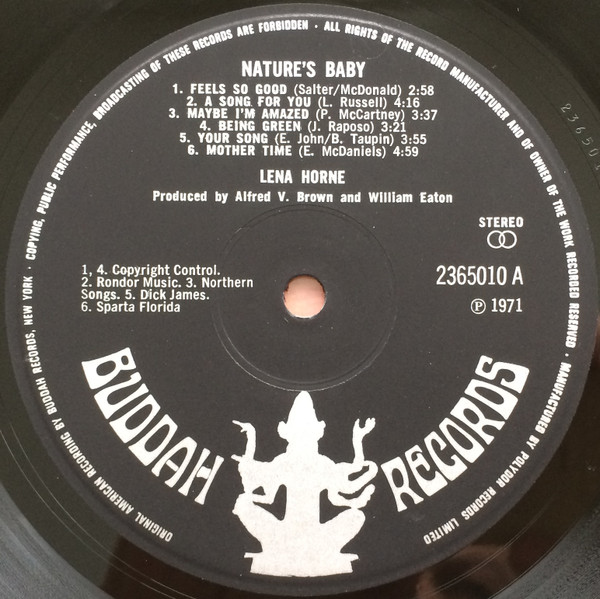 COPYING, PUBLIC PERFORMANCE, BROADCASTING OF THESE RECORDS ARE FORBIDDEN · ALL RIGHTS OF THE RECORD MANUFACTURER AND OF OWNER OF THE WORK RECORDED RESERVED · MANUFACTURED BY POLYDOR RECORDS LIMITED
NATURE'S BABY
1. FEELS SO GOOD (Salter/McDonald) 2:58
2. A SONG FOR YOU (L. Russell) 4:16
3. MAYBE I'M AMAZED (P. McCartney) 3:37
4. BEING GREEN (J. Raposo) 3:21
5. YOUR SONG (E. John/B. Taupin) 3:55
6. MOTHER TIME (E. McDaniels) 4:59
LENA HORNE
Produced by Alfred V. Brown and William Eaton
STEREO
2365010 A
℗ 1971
1, 4. Copyright Control.
2. Rondor Music. 3. Northern
Songs. 5. Dick James.
6. Sparta Florida
BUDDAH RECORDS
ORIGINAL AMERICAN RECORDING BY BUDDAH RECORDS, NEW YORK ·